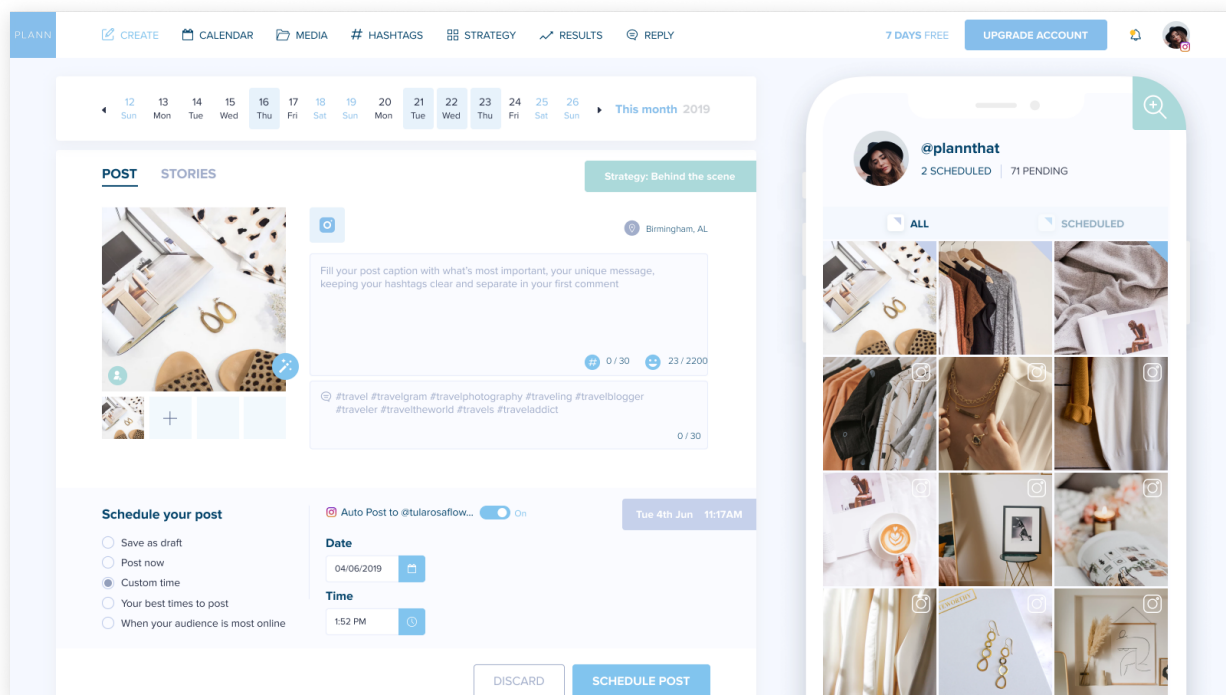 PLANN
CREATE
CALENDAR
MEDIA
# HASHTAGS
STRATEGY
RESULTS
REPLY
7 DAYS FREE
UPGRADE ACCOUNT
12 13 14 15 16 17 18 19 20 21 22 23 24 25 26
Sun Mon Tue Wed Thu Fri Sat Sun Mon Tue Wed Thu Fri Sat Sun
This month 2019
POST
STORIES
Strategy: Behind the scene
Birmingham, AL
Fill your post caption with what's most important, your unique message,
keeping your hashtags clear and separate in your first comment
# 0 / 30
23 / 2200
#travel #travelgram #travelphotography #traveling #travelblogger
#traveler #traveltheworld #travels #traveladdict
0 / 30
Schedule your post
Save as draft
Post now
Custom time
Your best times to post
When your audience is most online
Auto Post to @tularosaflow...
On
Tue 4th Jun 11:17AM
Date
04/06/2019
Time
1:52 PM
DISCARD
SCHEDULE POST
@plannthat
2 SCHEDULED
71 PENDING
ALL
SCHEDULED